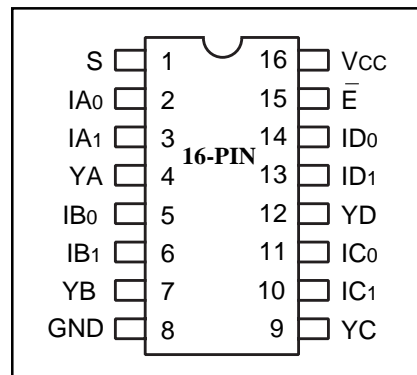 S 1 16 VCC
IA0 2 15 E̅
IA1 3 14 ID0
16-PIN
YA 4 13 ID1
IB0 5 12 YD
IB1 6 11 IC0
YB 7 10 IC1
GND 8 9 YC